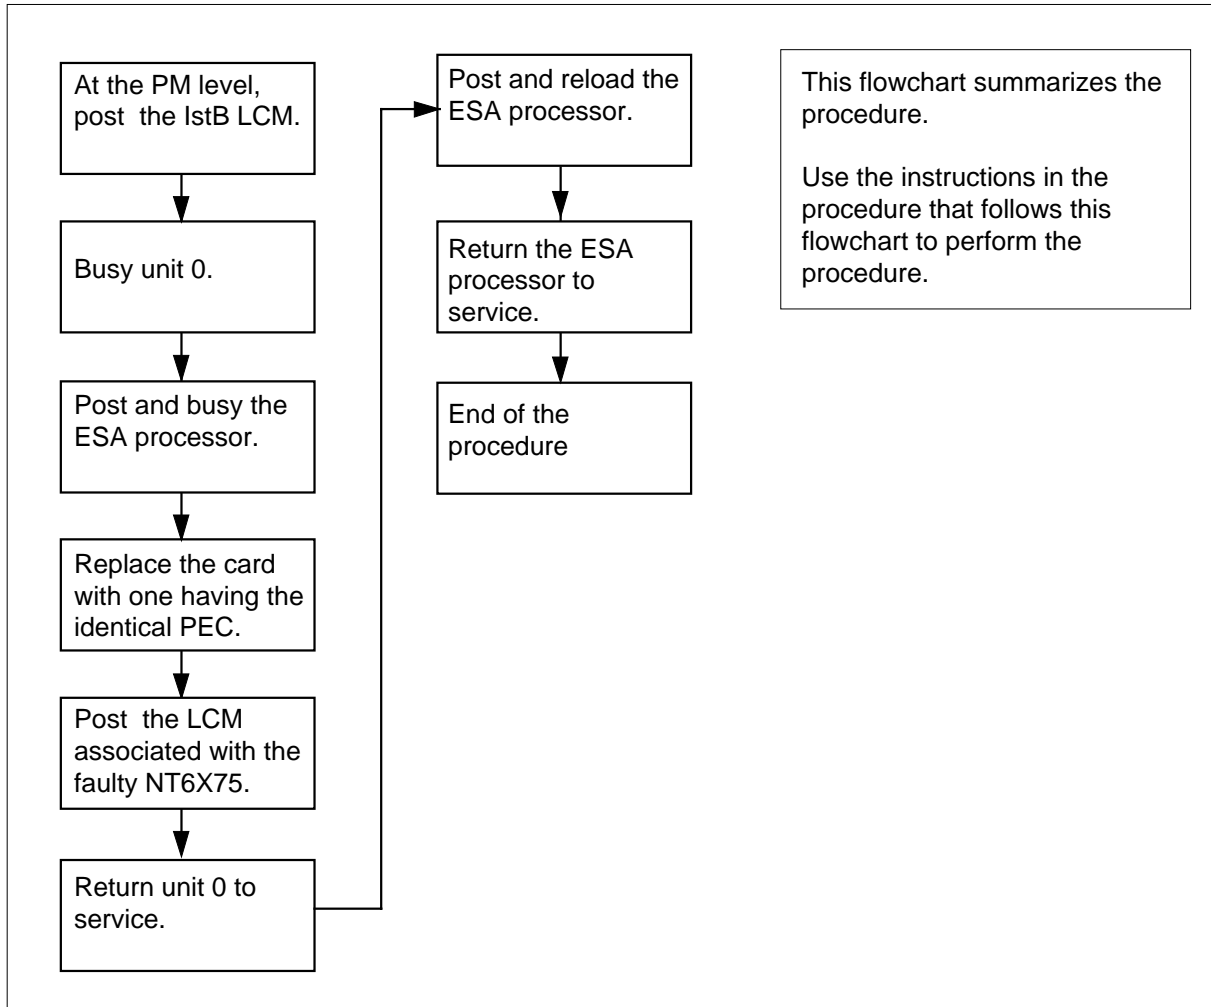 At the PM level,
post the IstB LCM.
Busy unit 0.
Post and busy the
ESA processor.
Replace the card
with one having the
identical PEC.
Post the LCM
associated with the
faulty NT6X75.
Return unit 0 to
service.
Post and reload the
ESA processor.
Return the ESA
processor to
service.
End of the
procedure
This flowchart summarizes the
procedure.
Use the instructions in the
procedure that follows this
flowchart to perform the
procedure.